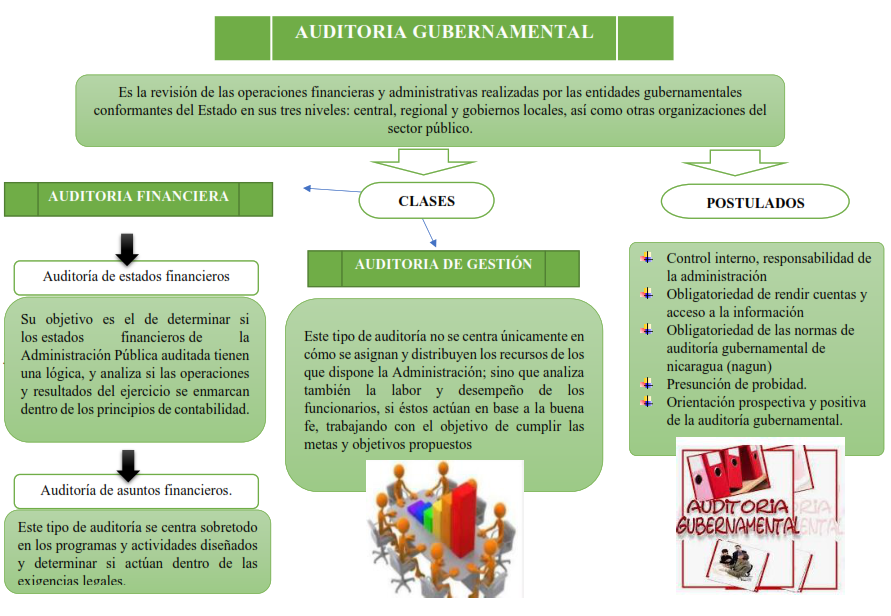 AUDITORIA GUBERNAMENTAL
Es la revisión de las operaciones financieras y administrativas realizadas por las entidades gubernamentales
conformantes del Estado en sus tres niveles: central, regional y gobiernos locales, así como otras organizaciones del
sector público.
AUDITORIA FINANCIERA
CLASES
POSTULADOS
Auditoría de estados financieros
Su objetivo es el de determinar si
los estados financieros de la
Administración Pública auditada tienen
una lógica, y analiza si las operaciones
y resultados del ejercicio se enmarcan
dentro de los principios de contabilidad.
Auditoría de asuntos financieros.
Este tipo de auditoría se centra sobretodo
en los programas y actividades diseñados
y determinar si actúan dentro de las
exigencias legales.
AUDITORIA DE GESTIÓN
Este tipo de auditoría no se centra únicamente en
cómo se asignan y distribuyen los recursos de los
que dispone la Administración; sino que analiza
también la labor y desempeño de los
funcionarios, si éstos actúan en base a la buena
fe, trabajando con el objetivo de cumplir las
metas y objetivos propuestos
Control interno, responsabilidad de
la administración
Obligatoriedad de rendir cuentas y
acceso a la información
Obligatoriedad de las normas de
auditoría gubernamental de
nicaragua (nagun)
Presunción de probidad.
Orientación prospectiva y positiva
de la auditoría gubernamental.
AUDITORIA
GUBERNAMENTAL